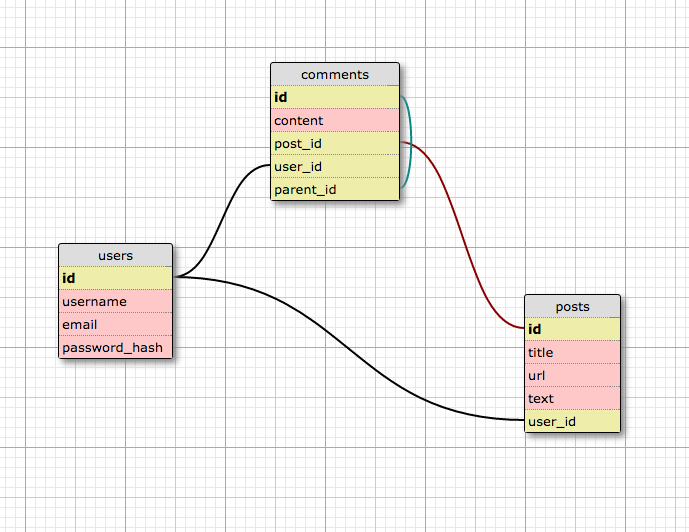 comments
id
content
post_id
user_id
parent_id
users
id
username
email
password_hash
posts
id
title
url
text
user_id